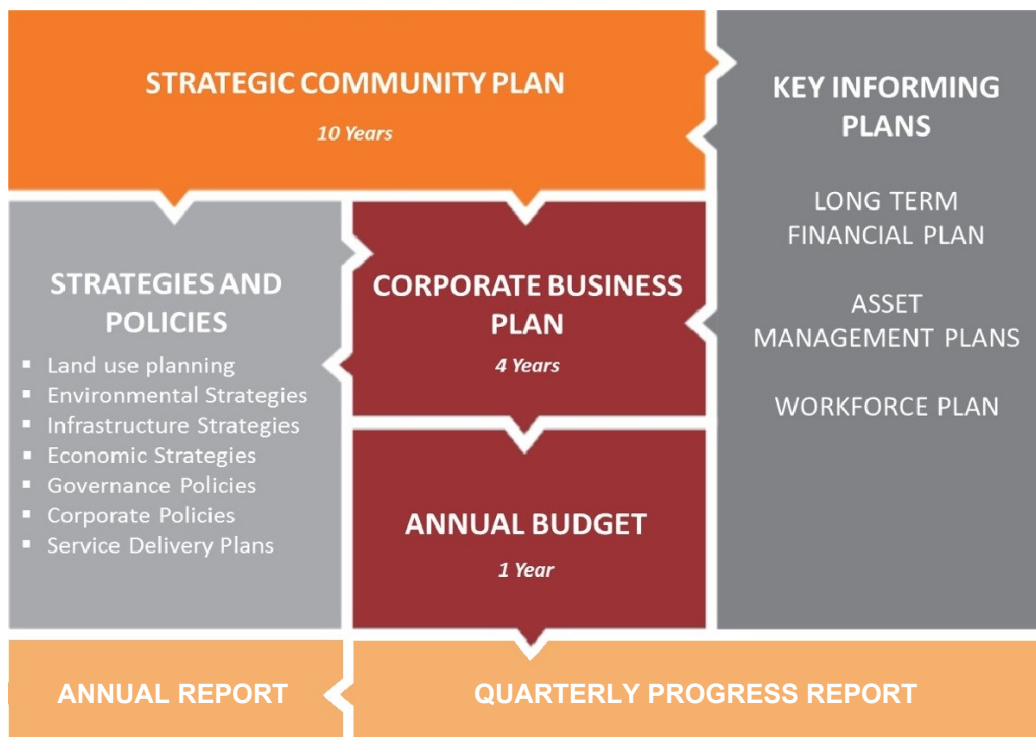 STRATEGIC COMMUNITY PLAN
10 Years
KEY INFORMING
PLANS
LONG TERM
FINANCIAL PLAN
ASSET
MANAGEMENT PLANS
WORKFORCE PLAN
STRATEGIES AND
POLICIES
▪ Land use planning
▪ Environmental Strategies
▪ Infrastructure Strategies
▪ Economic Strategies
▪ Governance Policies
▪ Corporate Policies
▪ Service Delivery Plans
CORPORATE BUSINESS
PLAN
4 Years
ANNUAL BUDGET
1 Year
ANNUAL REPORT
QUARTERLY PROGRESS REPORT